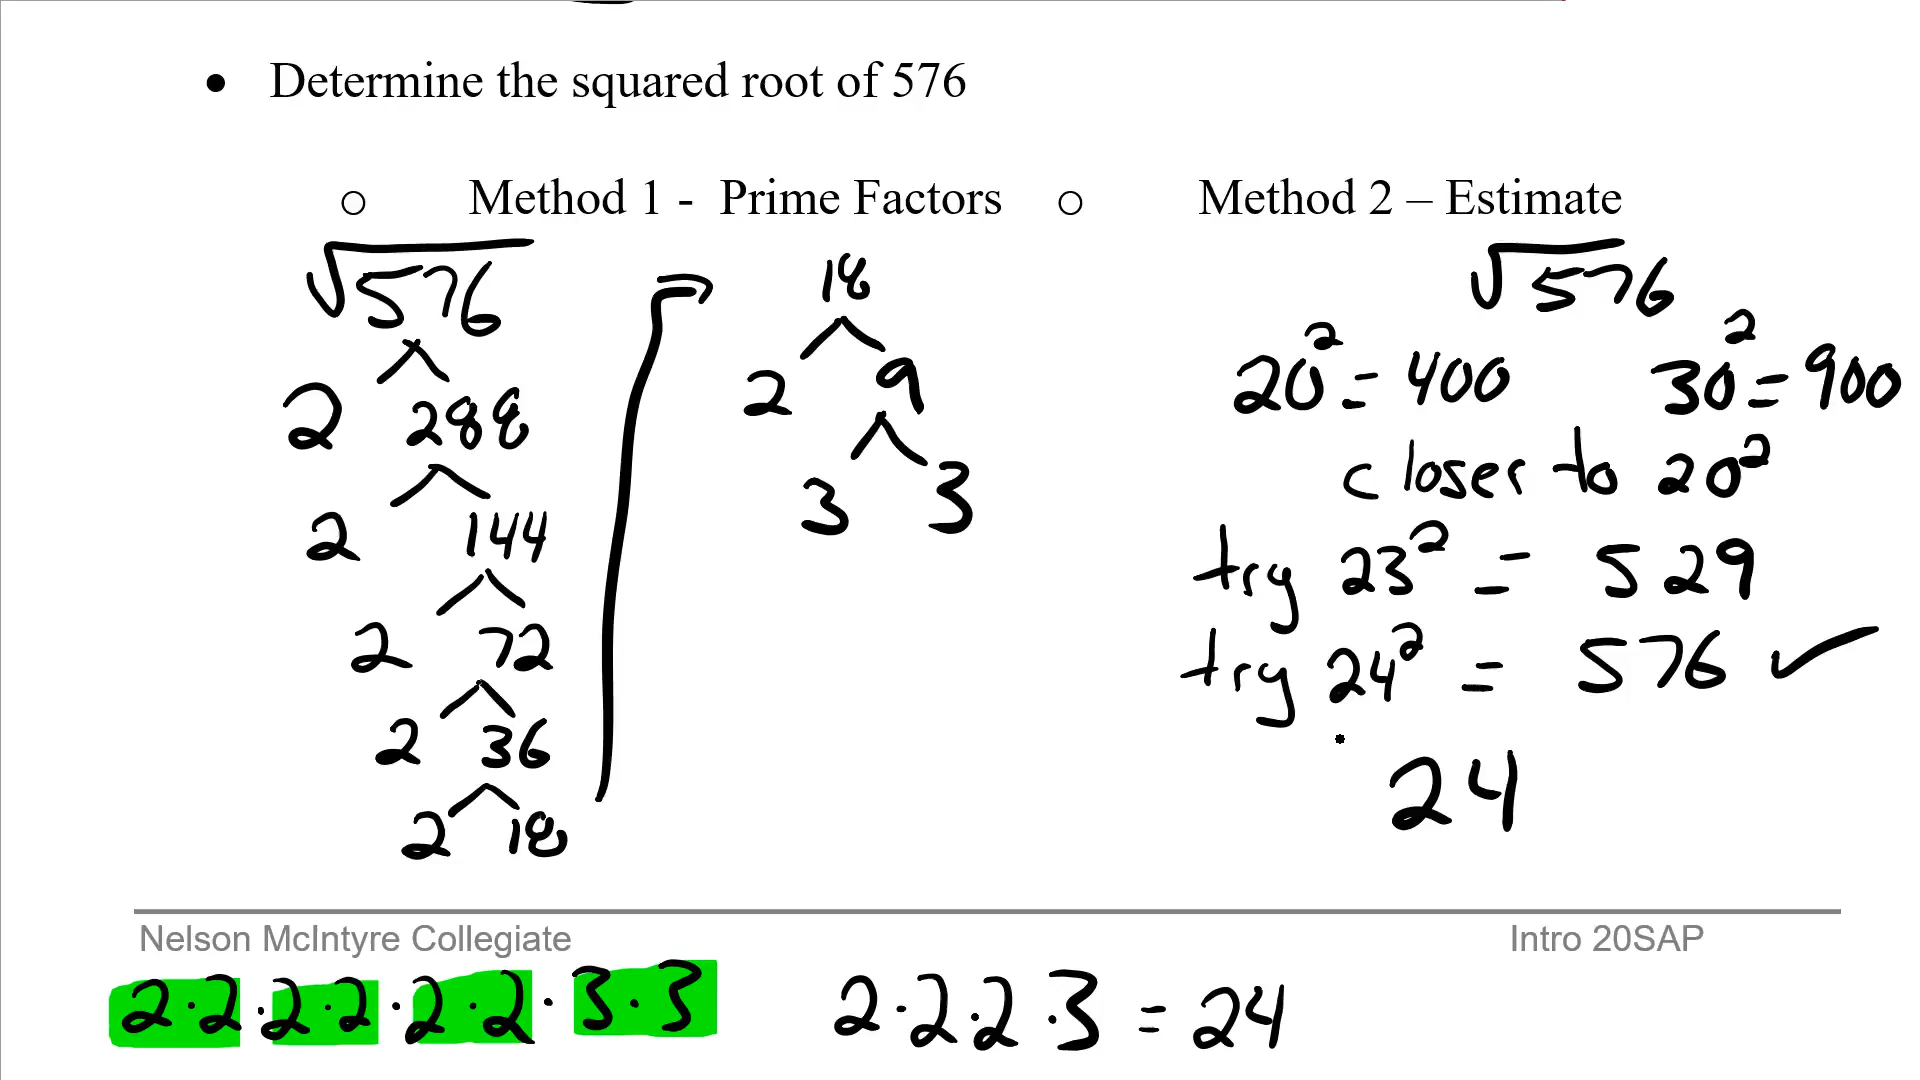 • Determine the squared root of 576
○ Method 1 - Prime Factors
√576
2 288
2 144
2 72
2 36
2 18
18
2 9
3 3
○ Method 2 – Estimate
√576
20² = 400 30² = 900
closer to 20²
try 23² = 529
try 24² = 576 ✓
24
Nelson McIntyre Collegiate Intro 20SAP
2·2·2·2·2·2·3·3 2·2·2·3 = 24